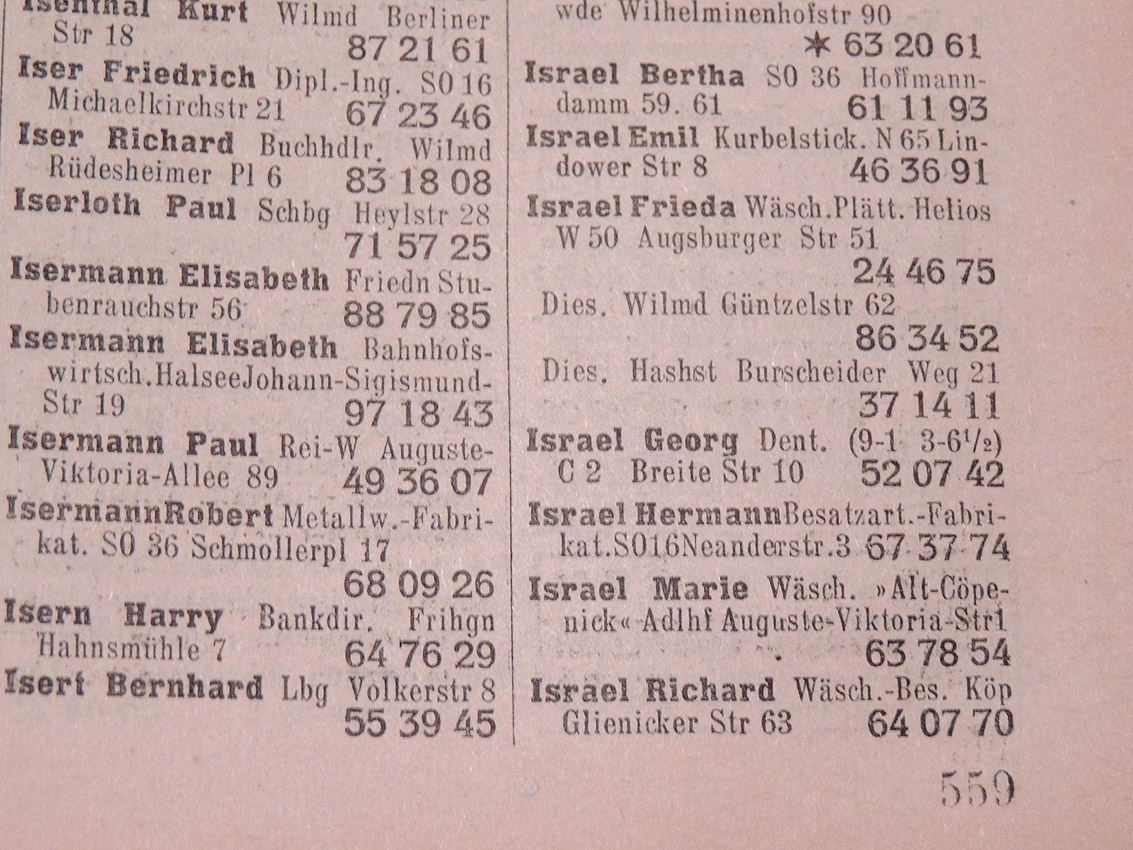 Isenthal Kurt Wilmd Berliner
Str 18 87 21 61
Iser Friedrich Dipl.-Ing. SO 16
Michaelkirchstr 21 67 23 46
Iser Richard Buchhdlr. Wilmd
Rüdesheimer Pl 6 83 18 08
Iserloth Paul Schbg Heylstr 28
71 57 25
Isermann Elisabeth Friedn Stu-
benrauchstr 56 88 79 85
Isermann Elisabeth Bahnhofs-
wirtsch.HalseeJohann-Sigismund-
Str 19 97 18 43
Isermann Paul Rei-W Auguste-
Viktoria-Allee 89 49 36 07
Isermann Robert Metallw.-Fabri-
kat. SO 36 Schmollerpl 17
68 09 26
Isern Harry Bankdir. Frihgn
Hahnsmühle 7 64 76 29
Isert Bernhard Lbg Volkerstr 8
55 39 45
wde Wilhelminenhofstr 90
✶ 63 20 61
Israel Bertha SO 36 Hoffmann-
damm 59. 61 61 11 93
Israel Emil Kurbelstick. N 65 Lin-
dower Str 8 46 36 91
Israel Frieda Wäsch.Plätt. Helios
W 50 Augsburger Str 51
24 46 75
Dies. Wilmd Güntzelstr 62
86 34 52
Dies. Hashst Burscheider Weg 21
37 14 11
Israel Georg Dent. (9-1 3-6½)
C 2 Breite Str 10 52 07 42
Israel Hermann Besatzart.-Fabri-
kat.SO16Neanderstr.3 67 37 74
Israel Marie Wäsch. »Alt-Cöpe-
nick« Adlhf Auguste-Viktoria-Str1
63 78 54
Israel Richard Wäsch.-Bes. Köp
Glienicker Str 63 64 07 70
559